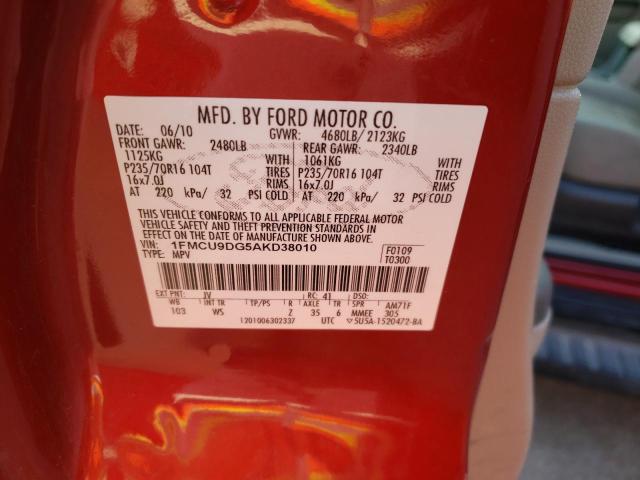 MFD. BY FORD MOTOR CO.
DATE: 06/10 GVWR: 4680LB/ 2123KG
FRONT GAWR: 2480LB REAR GAWR: 2340LB
1125KG WITH 1061KG WITH
P235/70R16 104T TIRES P235/70R16 104T TIRES
16x7.0J RIMS 16x7.0J RIMS
AT 220 kPa/ 32 PSI COLD AT 220 kPa/ 32 PSI COLD
THIS VEHICLE CONFORMS TO ALL APPLICABLE FEDERAL MOTOR
VEHICLE SAFETY AND THEFT PREVENTION STANDARDS IN
EFFECT ON THE DATE OF MANUFACTURE SHOWN ABOVE.
VIN: 1FMCU9DG5AKD38010 F0109
TYPE: MPV T0300
EXT PNT: JV RC: 41 DSO:
WB INT TR TP/PS R AXLE TR SPR AM71F
103 WS Z 35 6 MMEE 305
1201006302337 UTC ▽5U5A-1520472-BA